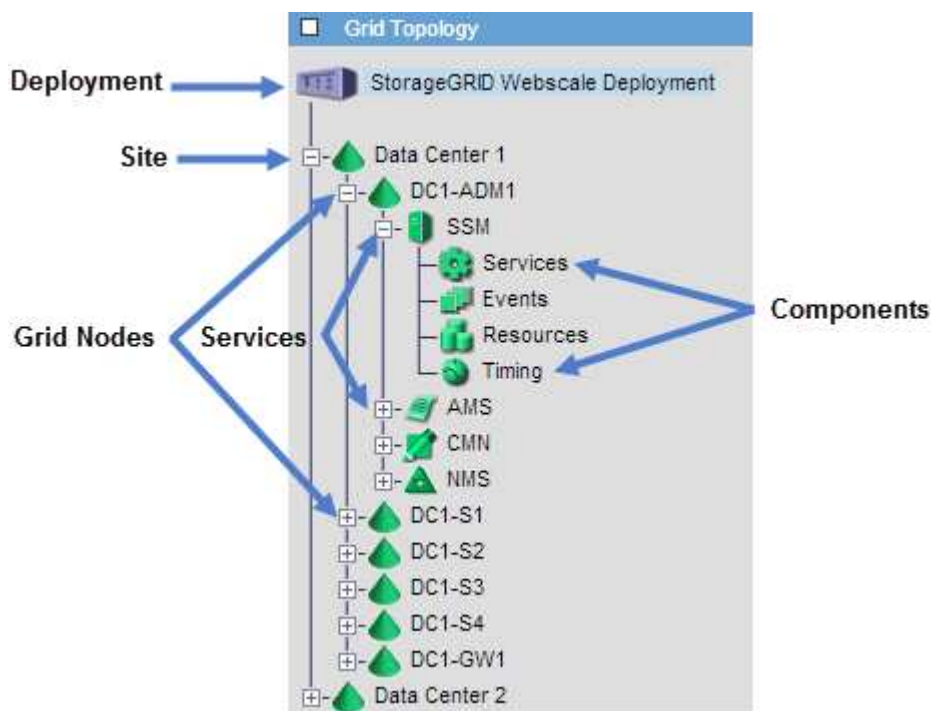 Grid Topology
Deployment
StorageGRID Webscale Deployment
Site
Data Center 1
DC1-ADM1
SSM
Services
Events
Components
Grid Nodes
Services
Resources
Timing
AMS
CMN
NMS
DC1-S1
DC1-S2
DC1-S3
DC1-S4
DC1-GW1
Data Center 2